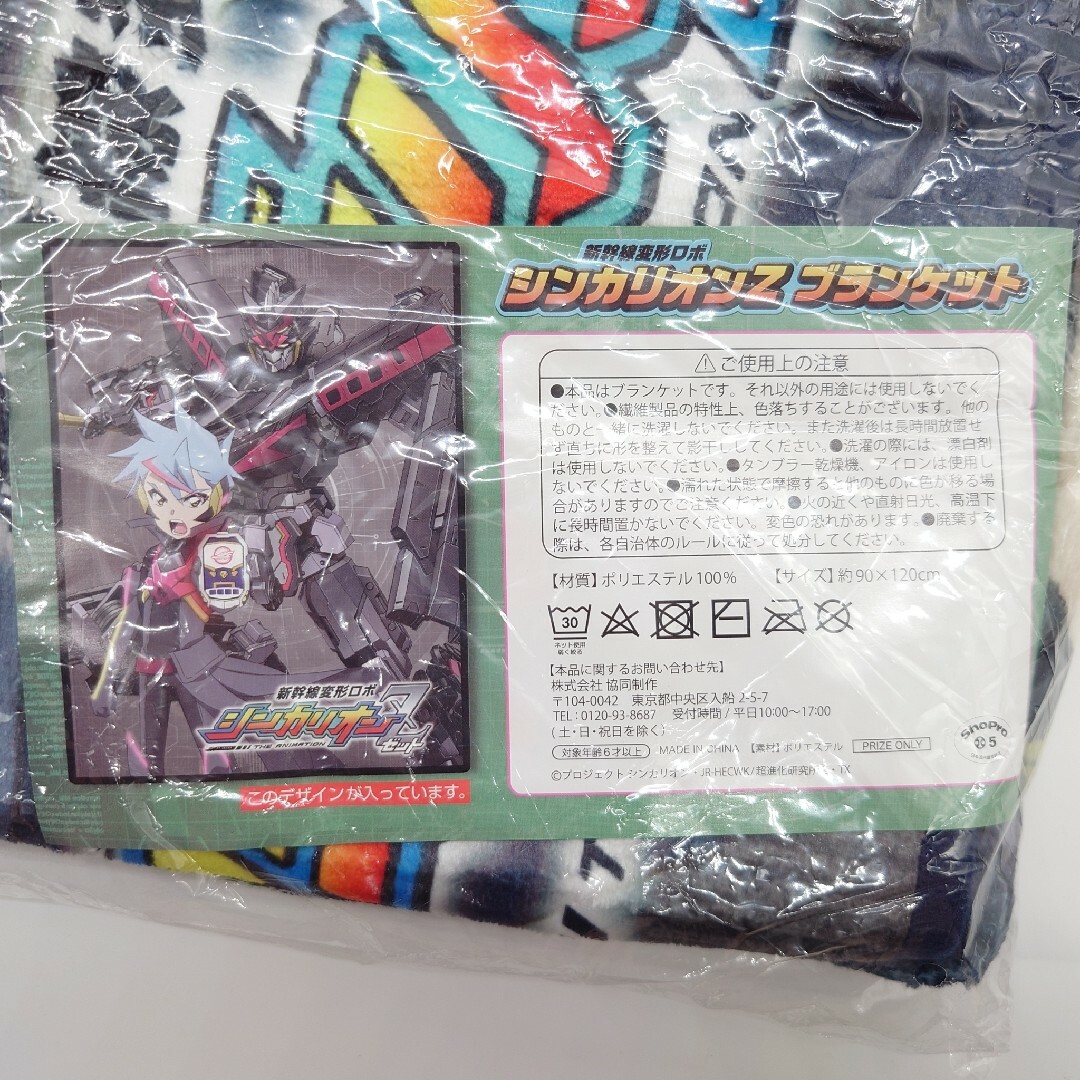 新幹線変形ロボ
シンカリオンZ ブランケット
⚠ご使用上の注意
●本品はブランケットです。それ以外の用途には使用しないでく
ださい。●繊維製品の特性上、色落ちすることがございます。他の
ものと一緒に洗濯しないでください。また洗濯後は長時間放置せ
ず直ちに形を整えて影干ししてください。●洗濯の際には、漂白剤
は使用しないでください。●タンブラー乾燥機、アイロンは使用し
ないでください。●濡れた状態で摩擦すると他のものに色が移る場
合がありますのでご注意ください。●火の近くや直射日光、高温下
に長時間置かないでください。変色の恐れがあります。●廃棄する
際は、各自治体のルールに従って処分してください。
【材質】ポリエステル100% 【サイズ】約90×120cm
30
ネット使用
弱く絞る
【本品に関するお問い合わせ先】
株式会社 協同制作
〒104-0042 東京都中央区入船 2-5-7
TEL:0120-93-8687 受付時間/平日10:00〜17:00
(土・日・祝日を除く)
対象年齢6才以上 MADE IN CHINA 【素材】ポリエステル PRIZE ONLY
©プロジェクト シンカリオン・JR-HECWK/超進化研究所・TX
ShoPro
5
新幹線変形ロボ
シンカリオンZ
ゼット
THE ANIMATION
このデザインが入っています。